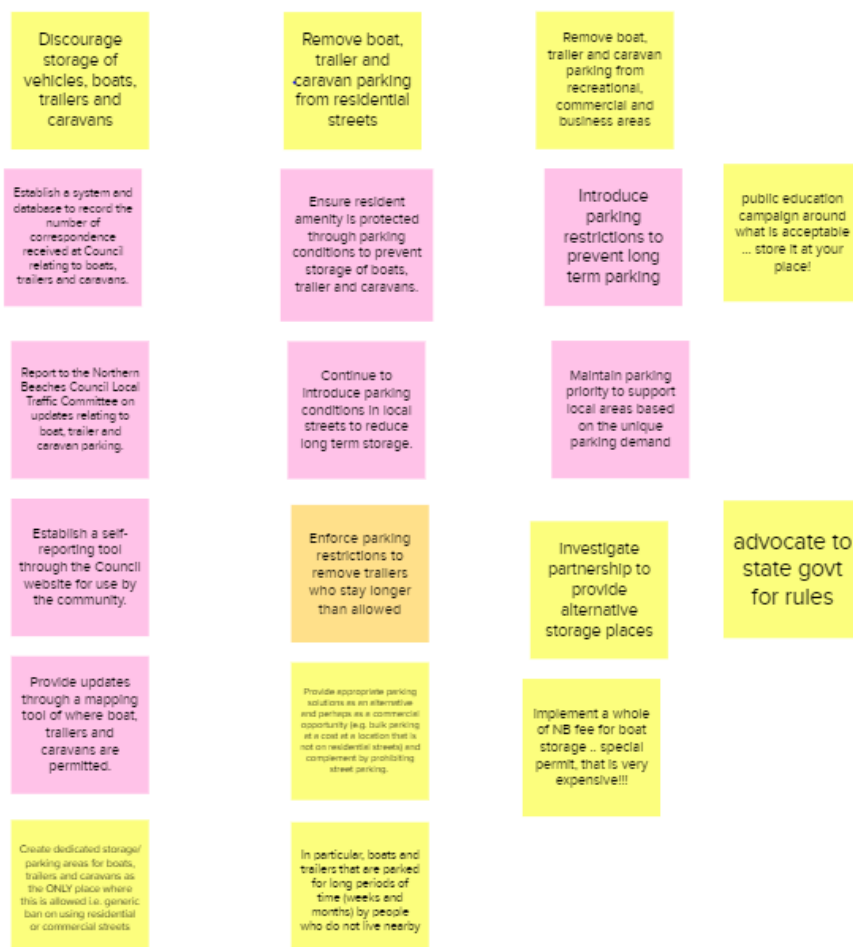 Discourage
storage of
vehicles, boats,
trailers and
caravans
Remove boat,
trailer and
caravan parking
from residential
streets
Remove boat,
trailer and caravan
parking from
recreational,
commercial and
business areas
Establish a system and
database to record the
number of
correspondence
received at Council
relating to boats,
trailers and caravans.
Ensure resident
amenity is protected
through parking
conditions to prevent
storage of boats,
trailer and caravans.
Introduce
parking
restrictions to
prevent long
term parking
public education
campaign around
what is acceptable
... store it at your
place!
Report to the Northern
Beaches Council Local
Traffic Committee on
updates relating to
boat, trailer and
caravan parking.
Continue to
introduce parking
conditions in local
streets to reduce
long term storage.
Maintain parking
priority to support
local areas based
on the unique
parking demand
Establish a self-
reporting tool
through the Council
website for use by
the community.
Enforce parking
restrictions to
remove trailers
who stay longer
than allowed
Investigate
partnership to
provide
alternative
storage places
advocate to
state govt
for rules
Provide updates
through a mapping
tool of where boat,
trailers and
caravans are
permitted.
Provide appropriate parking
solutions as an alternative
and perhaps as a commercial
opportunity (e.g. bulk parking
at a cost at a location that is
not on residential streets) and
complement by prohibiting
street parking.
Implement a whole
of NB fee for boat
storage .. special
permit, that is very
expensive!!!
Create dedicated storage/
parking areas for boats,
trailers and caravans as
the ONLY place where
this is allowed i.e. generic
ban on using residential
or commercial streets
In particular, boats and
trailers that are parked
for long periods of
time (weeks and
months) by people
who do not live nearby